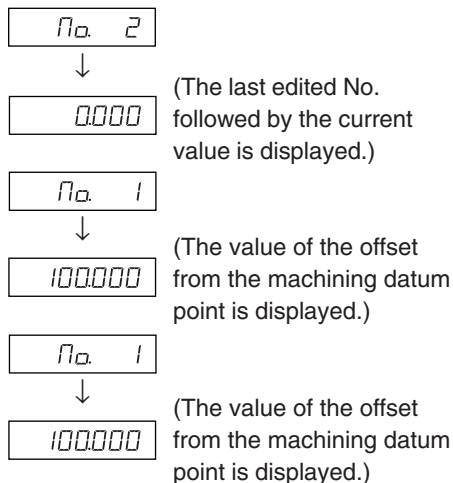 No. 2
↓
0.000
(The last edited No.
followed by the current
value is displayed.)
No. 1
↓
100.000
(The value of the offset
from the machining datum
point is displayed.)
No. 1
↓
100.000
(The value of the offset
from the machining datum
point is displayed.)